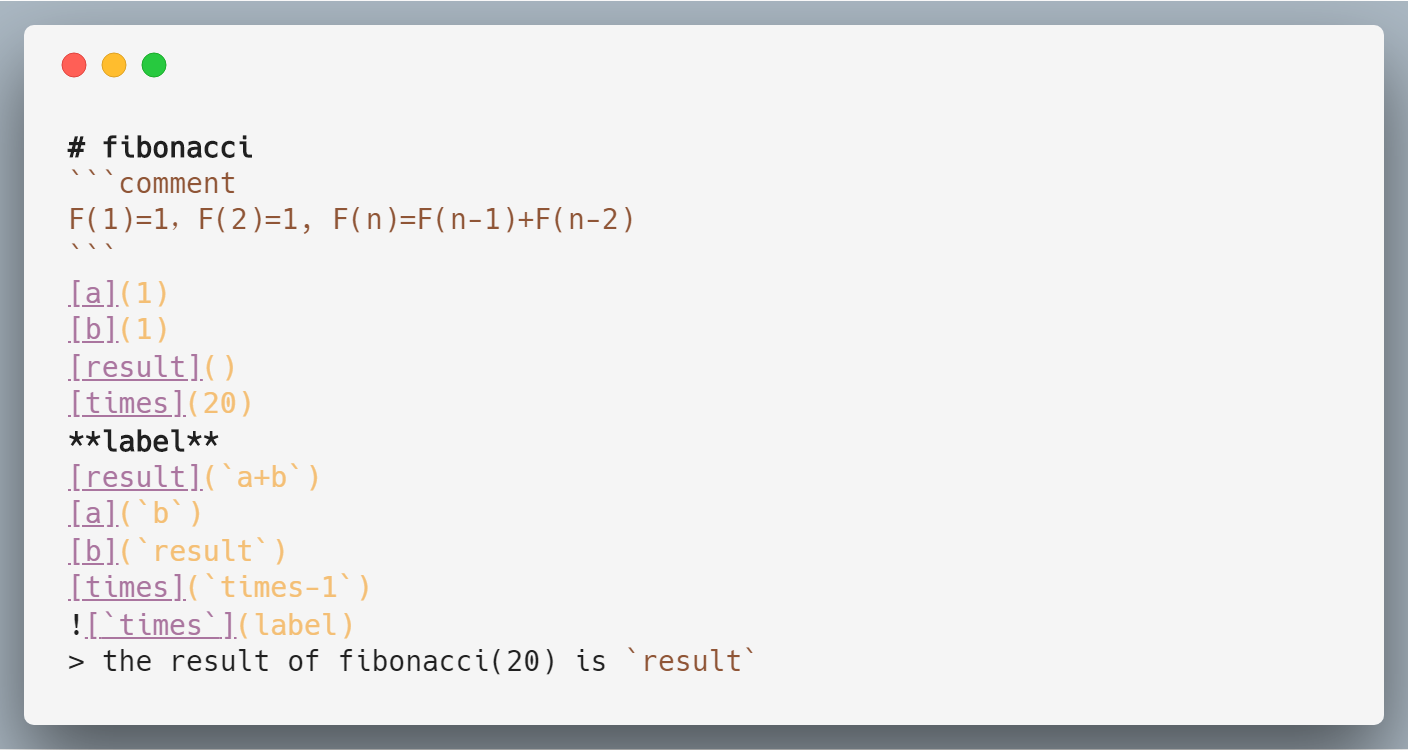 # fibonacci
```comment
F(1)=1，F(2)=1, F(n)=F(n-1)+F(n-2)
```
[a](1)
[b](1)
[result]()
[times](20)
**label**
[result](`a+b`)
[a](`b`)
[b](`result`)
[times](`times-1`)
![`times`](label)
> the result of fibonacci(20) is `result`